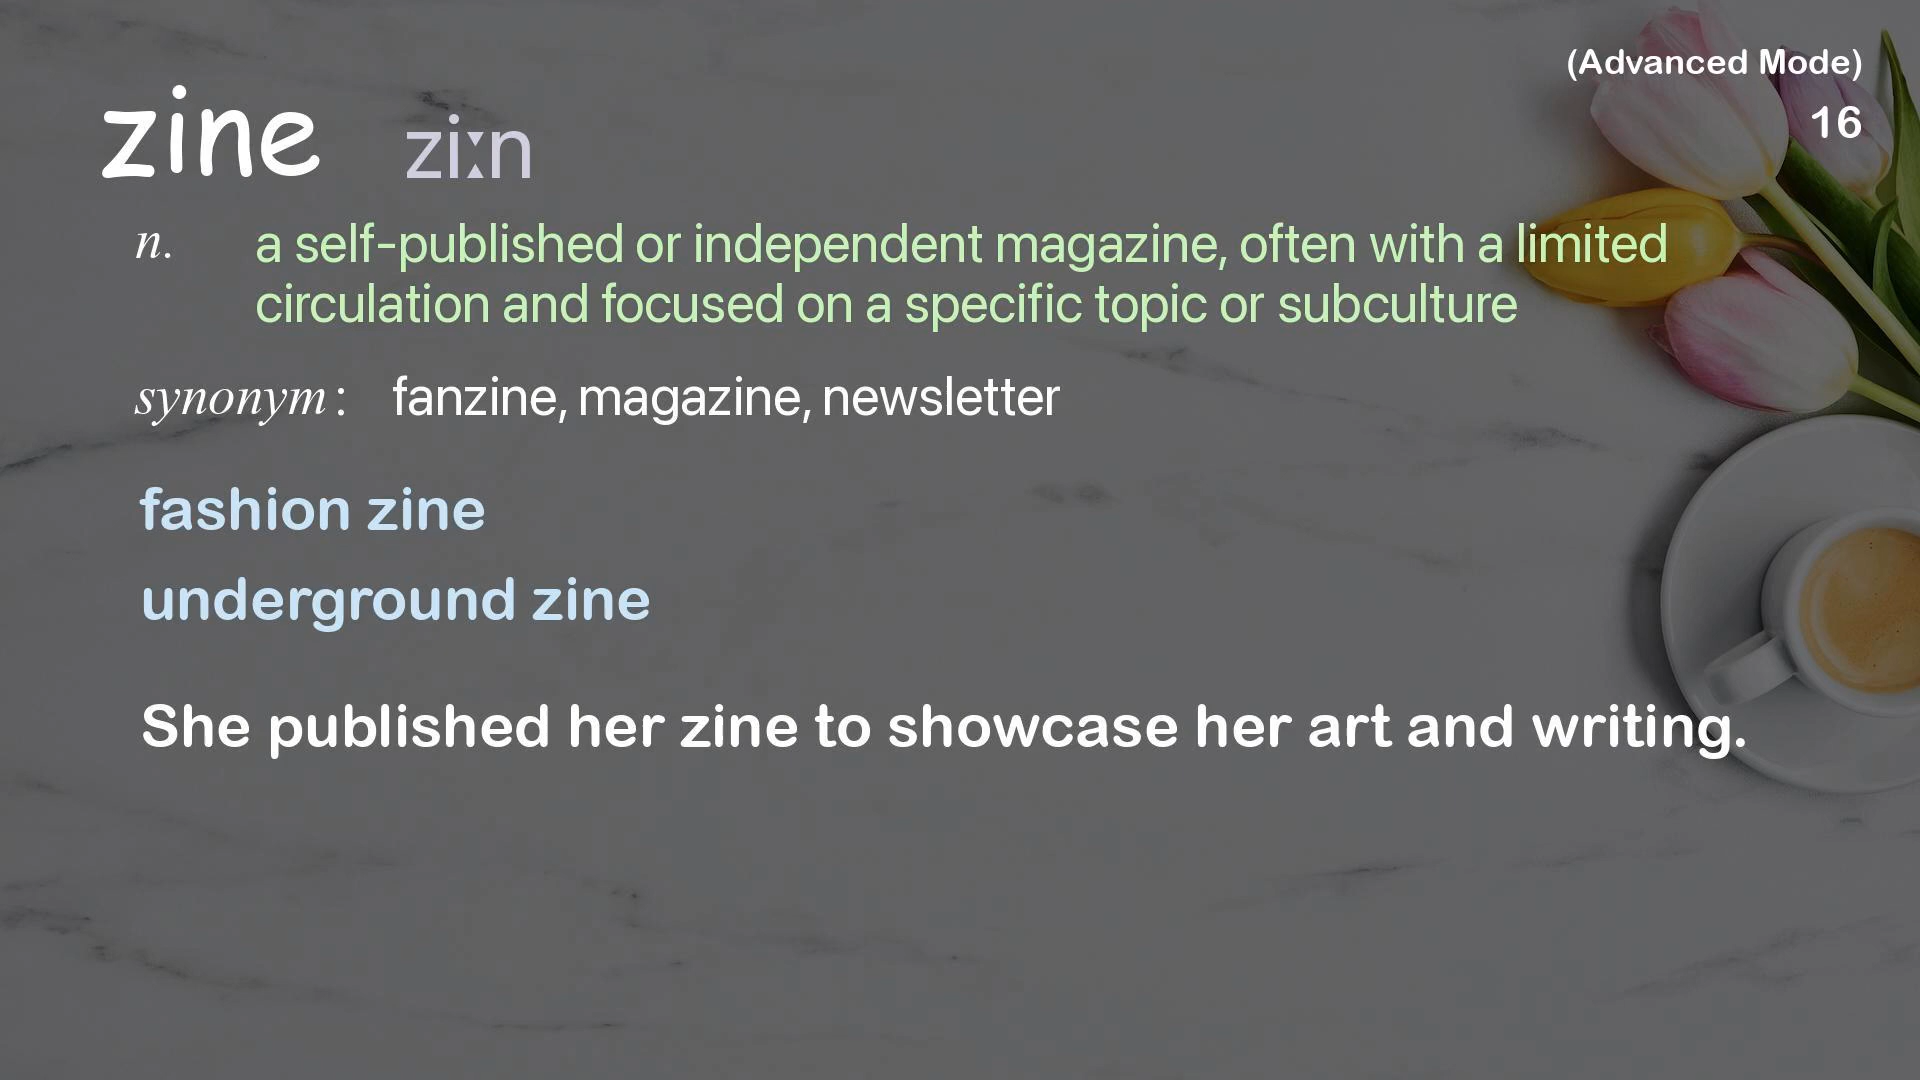 (Advanced Mode)
16
zine ziːn
n. a self-published or independent magazine, often with a limited
circulation and focused on a specific topic or subculture
synonym: fanzine, magazine, newsletter
fashion zine
underground zine
She published her zine to showcase her art and writing.